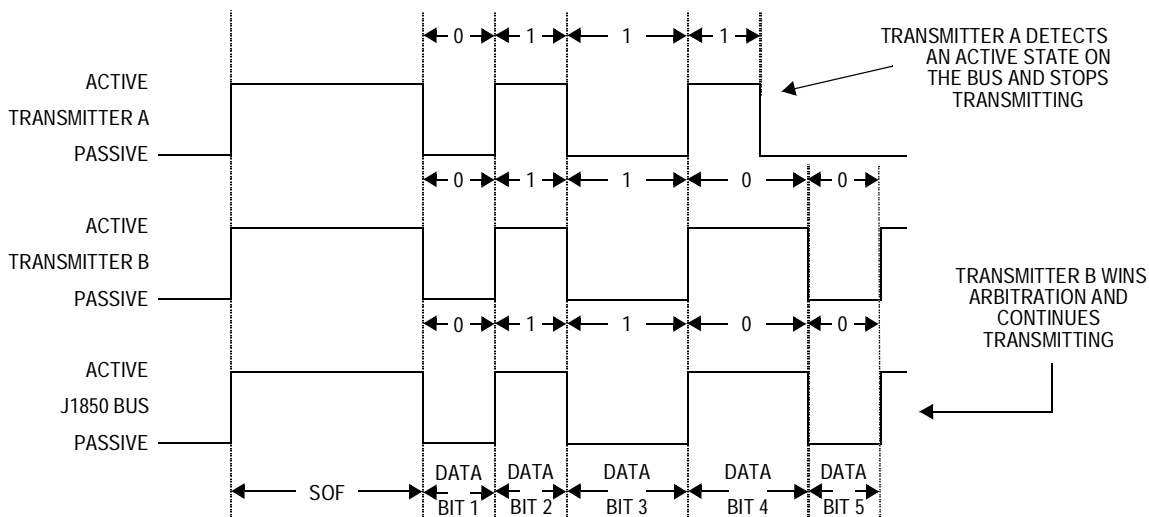 0 1 1 1
TRANSMITTER A DETECTS
AN ACTIVE STATE ON
THE BUS AND STOPS
TRANSMITTING
ACTIVE
TRANSMITTER A
PASSIVE
0 1 1 0 0
ACTIVE
TRANSMITTER B
PASSIVE
TRANSMITTER B WINS
ARBITRATION AND
CONTINUES
TRANSMITTING
0 1 1 0 0
ACTIVE
J1850 BUS
PASSIVE
SOF
DATA
BIT 1
DATA
BIT 2
DATA
BIT 3
DATA
BIT 4
DATA
BIT 5